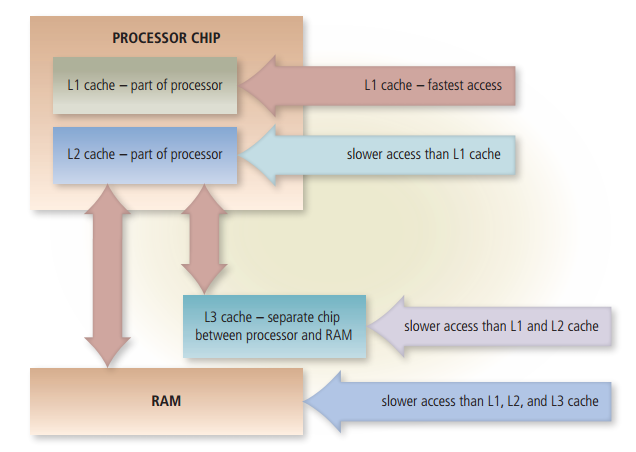 PROCESSOR CHIP
L1 cache – part of processor
L1 cache – fastest access
L2 cache – part of processor
slower access than L1 cache
L3 cache – separate chip
between processor and RAM
slower access than L1 and L2 cache
RAM
slower access than L1, L2, and L3 cache